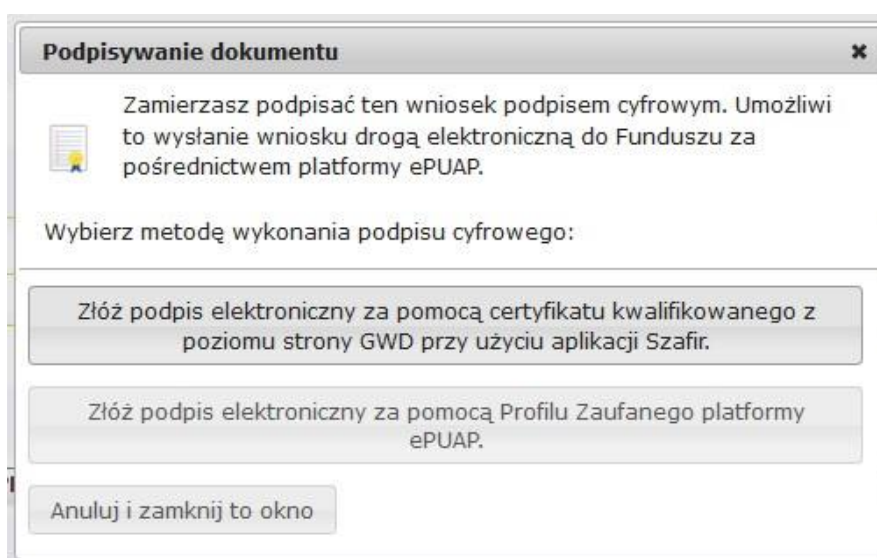 Podpisywanie dokumentu
Zamierzasz podpisać ten wniosek podpisem cyfrowym. Umożliwi
to wysłanie wniosku drogą elektroniczną do Funduszu za
pośrednictwem platformy ePUAP.
Wybierz metodę wykonania podpisu cyfrowego:
Złóż podpis elektroniczny za pomocą certyfikatu kwalifikowanego z
poziomu strony GWD przy użyciu aplikacji Szafir.
Złóż podpis elektroniczny za pomocą Profilu Zaufanego platformy
ePUAP.
Anuluj i zamknij to okno